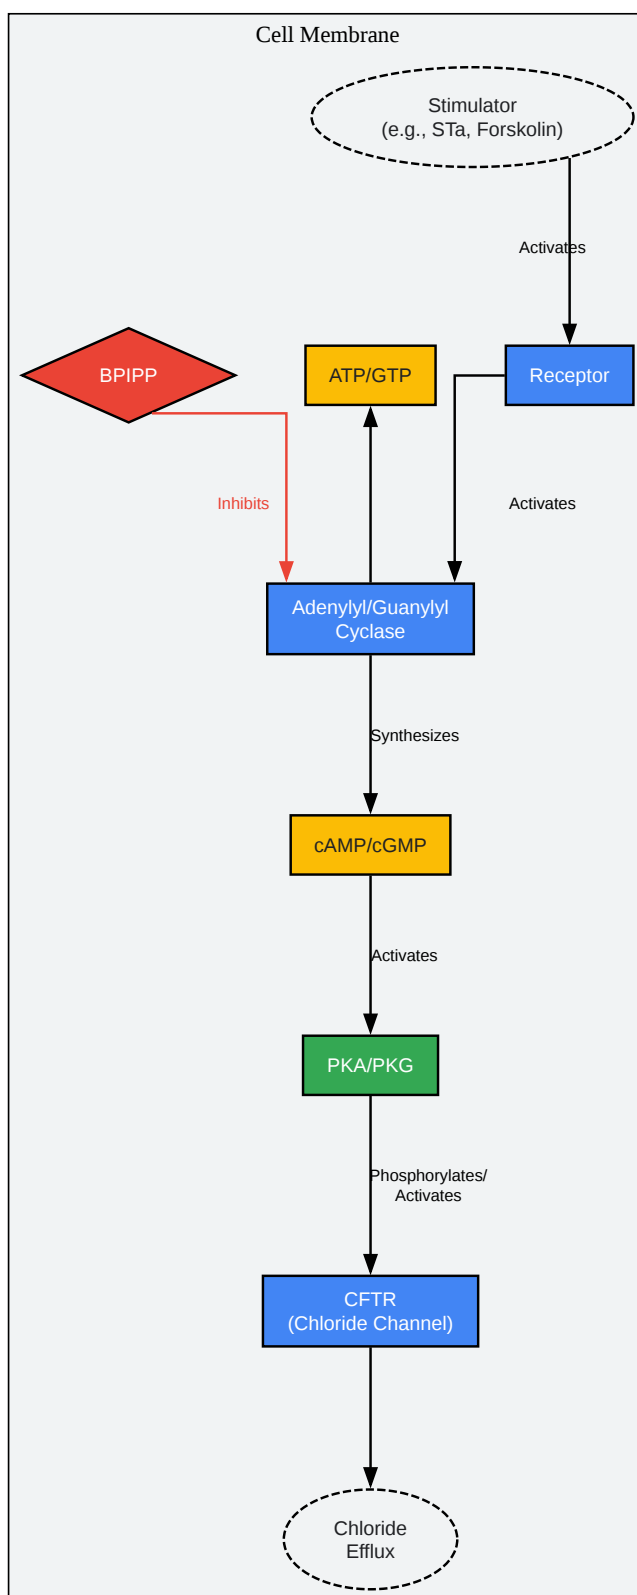 Cell Membrane
Stimulator
(e.g., STa, Forskolin)
Activates
BPIPP
ATP/GTP
Receptor
Inhibits
Activates
Adenylyl/Guanylyl
Cyclase
Synthesizes
cAMP/cGMP
Activates
PKA/PKG
Phosphorylates/
Activates
CFTR
(Chloride Channel)
Chloride
Efflux